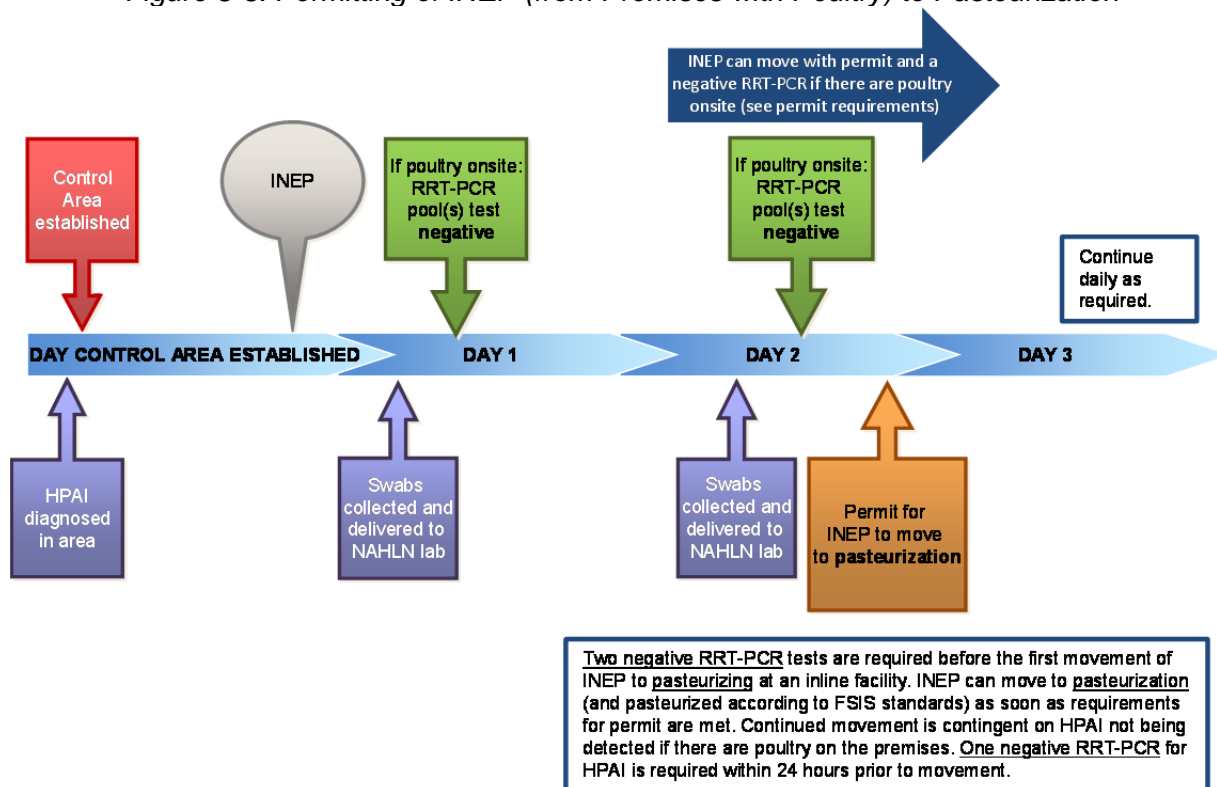 INEP can move with permit and a
negative RRT-PCR if there are poultry
onsite (see permit requirements)
Control
Area
established
INEP
If poultry onsite:
RRT-PCR
pool(s) test
negative
If poultry onsite:
RRT-PCR
pool(s) test
negative
Continue
daily as
required.
DAY CONTROL AREA ESTABLISHED
DAY 1
DAY 2
DAY 3
HPAI
diagnosed
in area
Swabs
collected and
delivered to
NAHLN lab
Swabs
collected and
delivered to
NAHLN lab
Permit for
INEP to move
to pasteurization
Two negative RRT-PCR tests are required before the first movement of
INEP to pasteurizing at an inline facility. INEP can move to pasteurization
(and pasteurized according to FSIS standards) as soon as requirements
for permit are met. Continued movement is contingent on HPAI not being
detected if there are poultry on the premises. One negative RRT-PCR for
HPAI is required within 24 hours prior to movement.